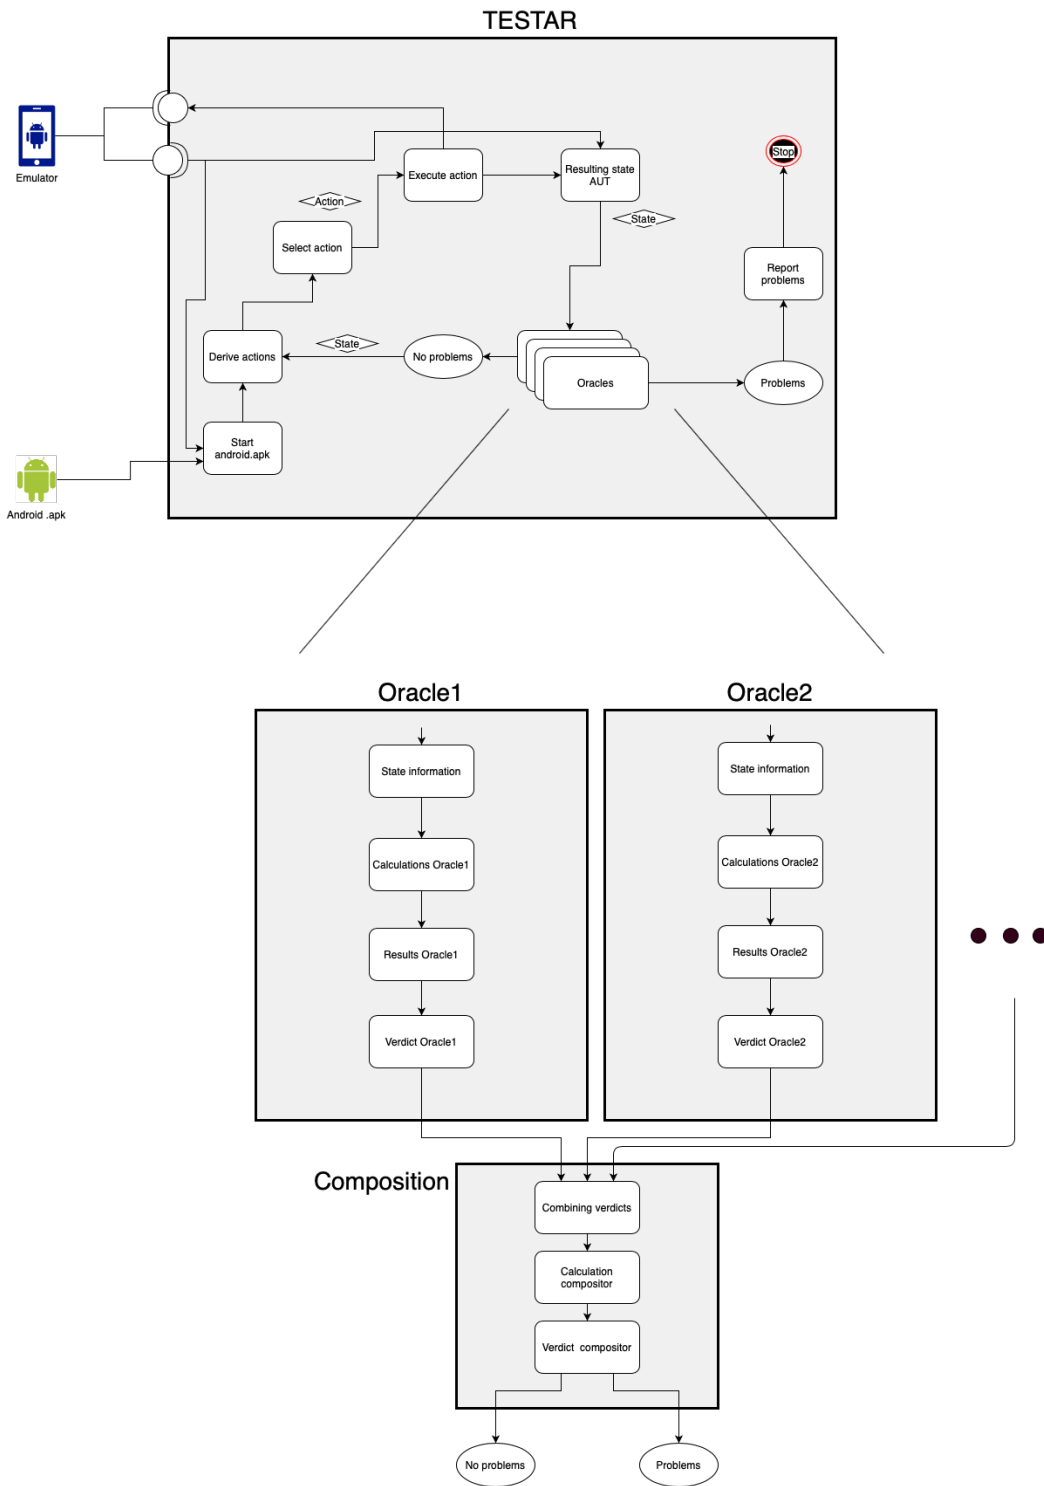 TESTAR
Emulator
Execute action
Resulting state
AUT
Stop
Action
State
Select action
Report
problems
Derive actions
State
No problems
Oracles
Problems
Start
android.apk
Android .apk
Oracle1
Oracle2
State information
State information
Calculations Oracle1
Calculations Oracle2
Results Oracle1
Results Oracle2
Verdict Oracle1
Verdict Oracle2
Composition
Combining verdicts
Calculation
compositor
Verdict compositor
No problems
Problems